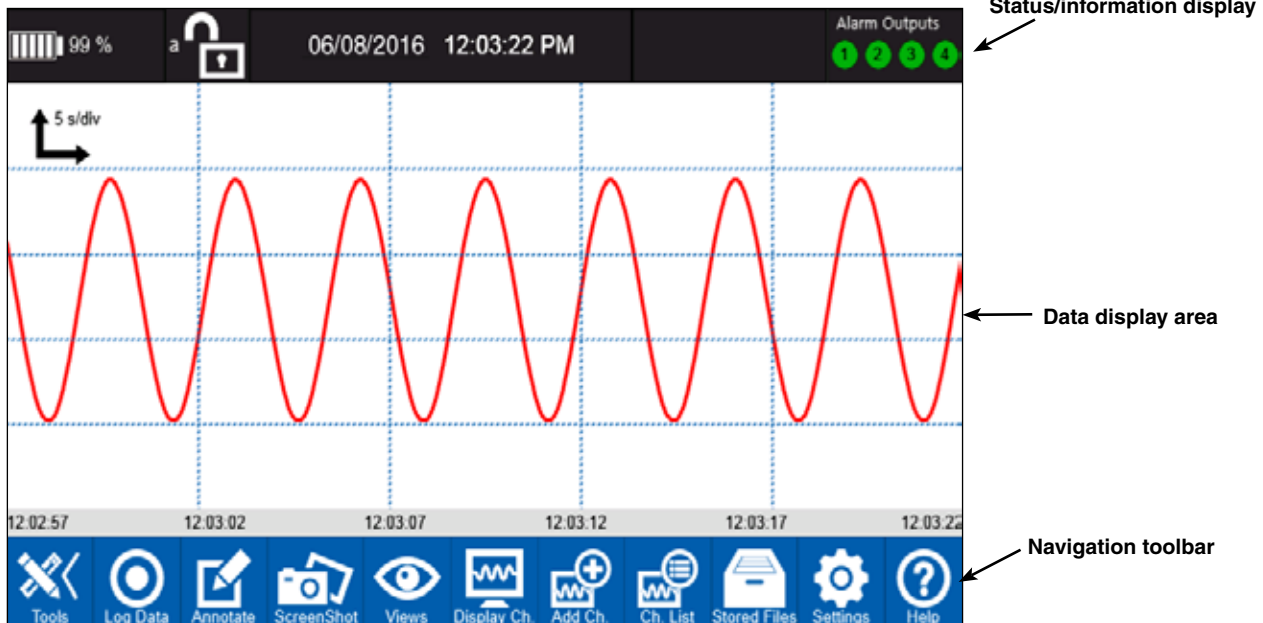 Status/information display
99 %
a
06/08/2016 12:03:22 PM
Alarm Outputs
1 2 3 4
5 s/div
Data display area
12:02:57 12:03:02 12:03:07 12:03:12 12:03:17 12:03:22
Navigation toolbar
Tools Log Data Annotate ScreenShot Views Display Ch. Add Ch. Ch. List Stored Files Settings Help